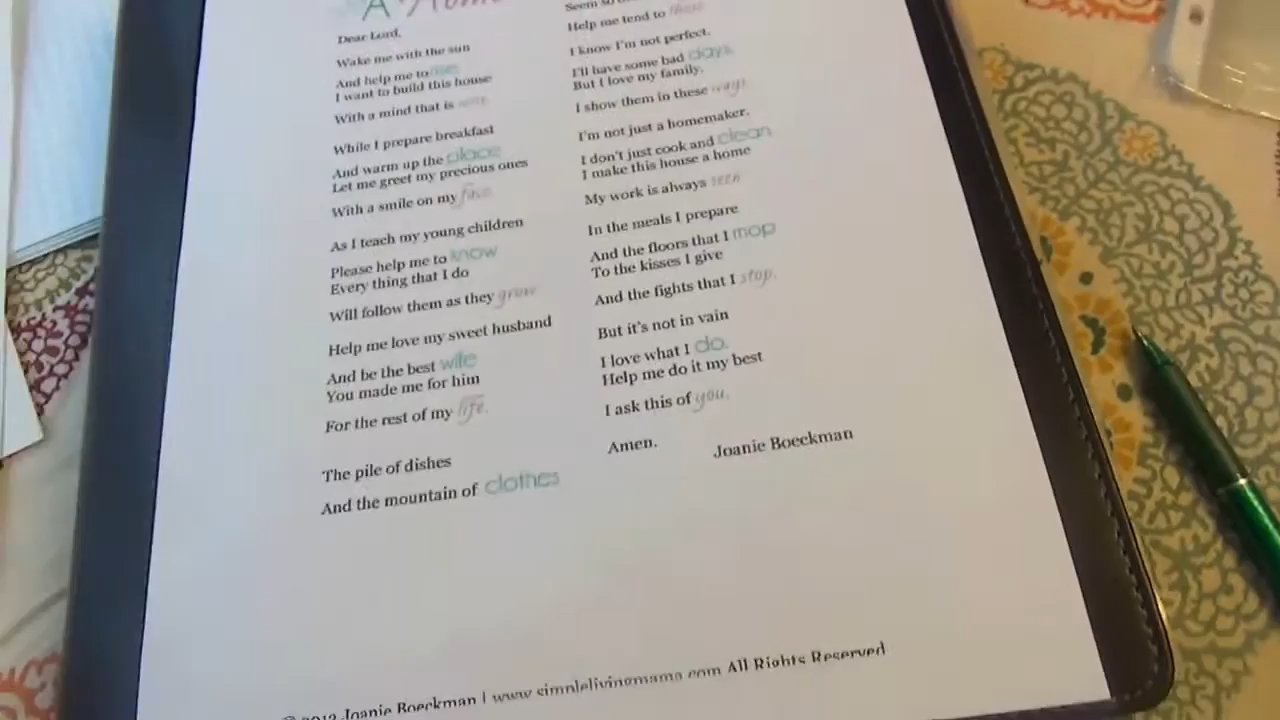 A Home
Dear Lord,
Wake me with the sun
And help me to
I want to build this house
With a mind that is
While I prepare breakfast
And warm up the place
Let me greet my precious ones
With a smile on my face
As I teach my young children
Please help me to know
Every thing that I do
Will follow them as they grow
Help me love my sweet husband
And be the best wife
You made me for him
For the rest of my life.
The pile of dishes
And the mountain of clothes
Seem so
Help me tend to those
I know I'm not perfect.
I'll have some bad days.
But I love my family.
I show them in these ways
I'm not just a homemaker.
I don't just cook and clean
I make this house a home
My work is always seen
In the meals I prepare
And the floors that I mop
To the kisses I give
And the fights that I stop.
But it's not in vain
I love what I do.
Help me do it my best
I ask this of you.
Amen.
Joanie Boeckman
© 2013 Joanie Boeckman | www.simplelivingmama.com All Rights Reserved